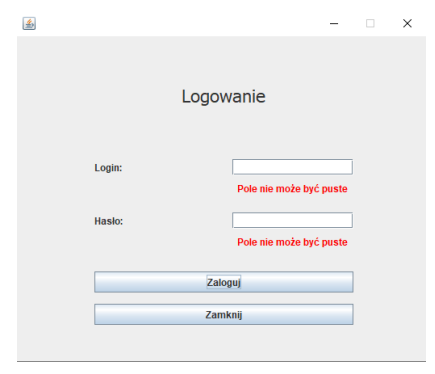 Logowanie
Login:
Pole nie może być puste
Hasło:
Pole nie może być puste
Zaloguj
Zamknij